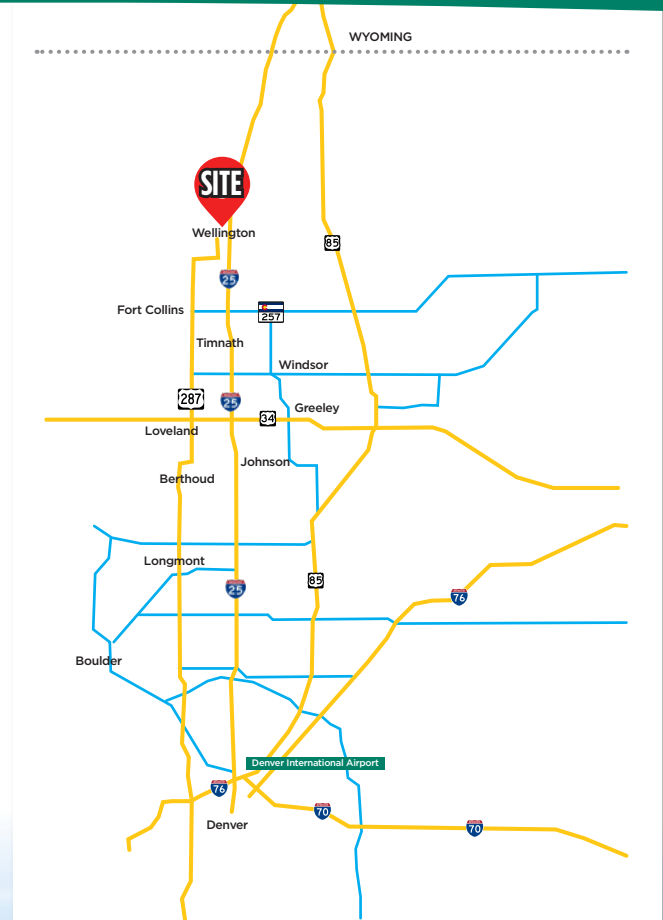 WYOMING
SITE
Wellington
85
25
Fort Collins
257
Timnath
Windsor
287
25
34
Greeley
Loveland
Johnson
Berthoud
Longmont
25
85
76
Boulder
Denver International Airport
76
70
Denver
70